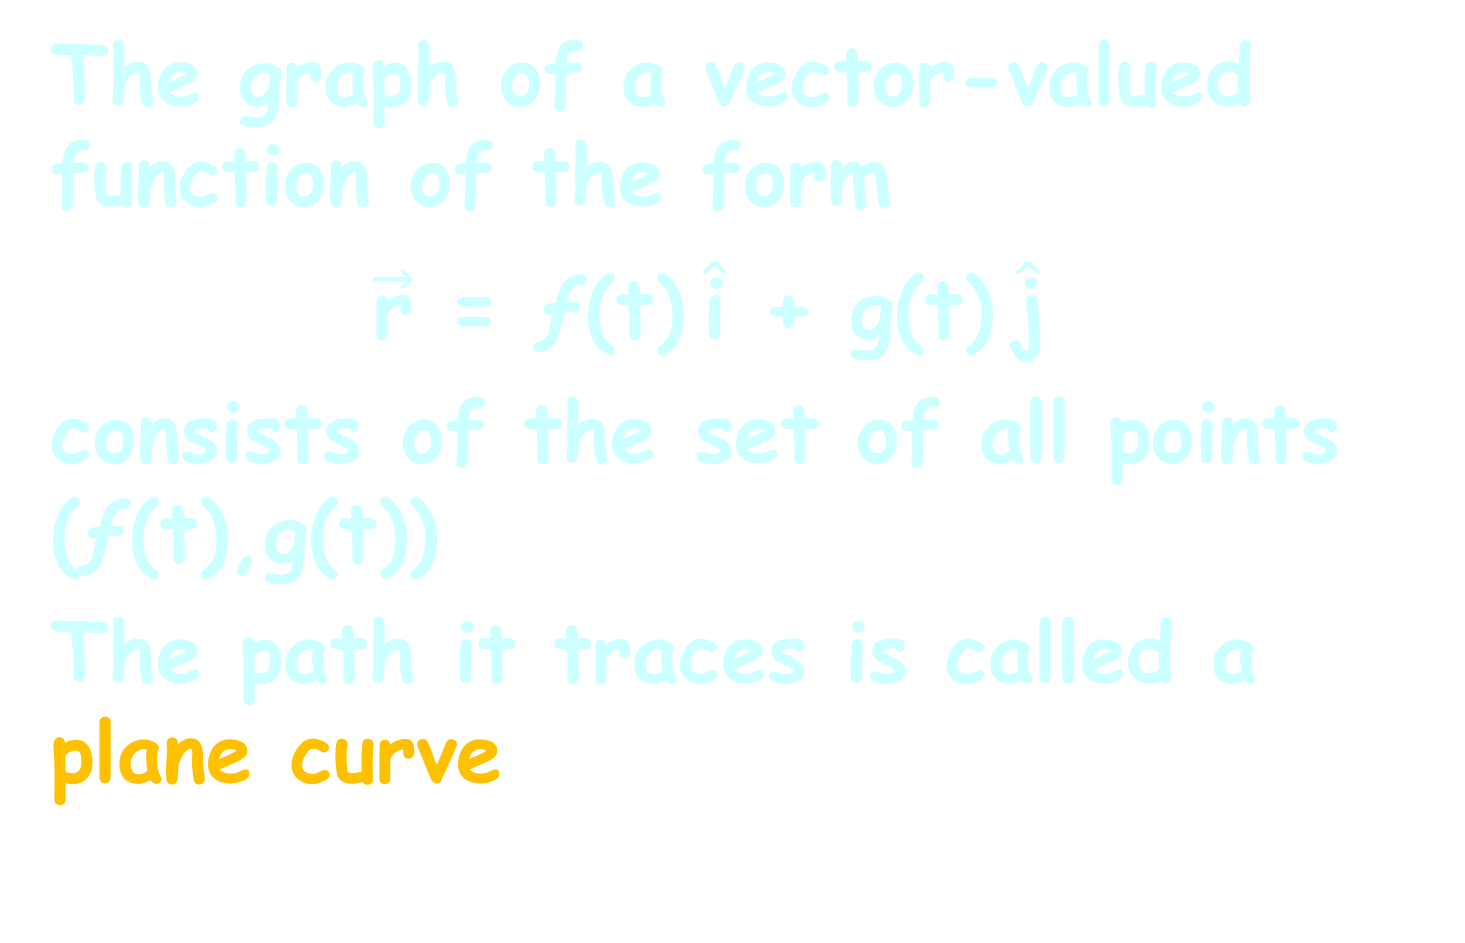 The graph of a vector-valued
function of the form
r⃗ = f(t) î + g(t) ĵ
consists of the set of all points
(f(t),g(t))
The path it traces is called a
plane curve